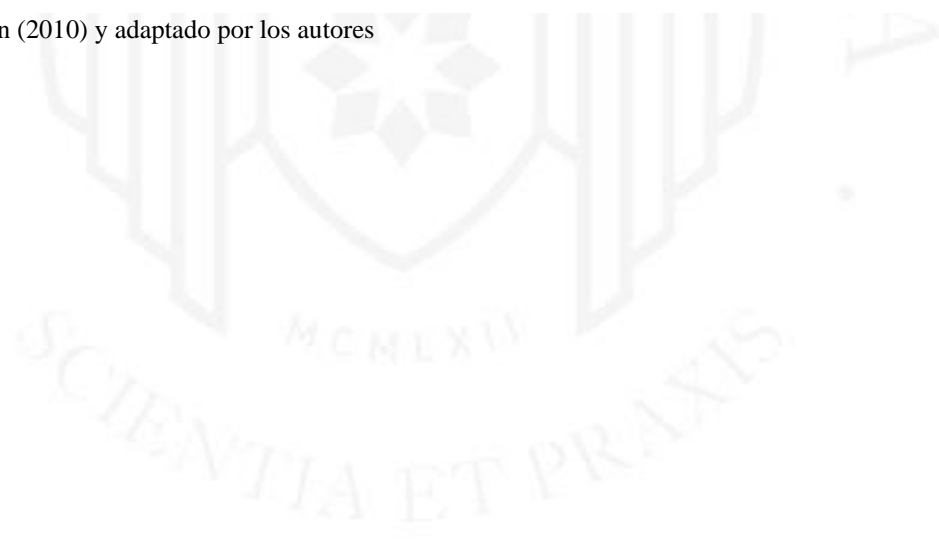 n (2010) y adaptado por los autores
MCMLXII
SCIENTIA ET PRAXIS